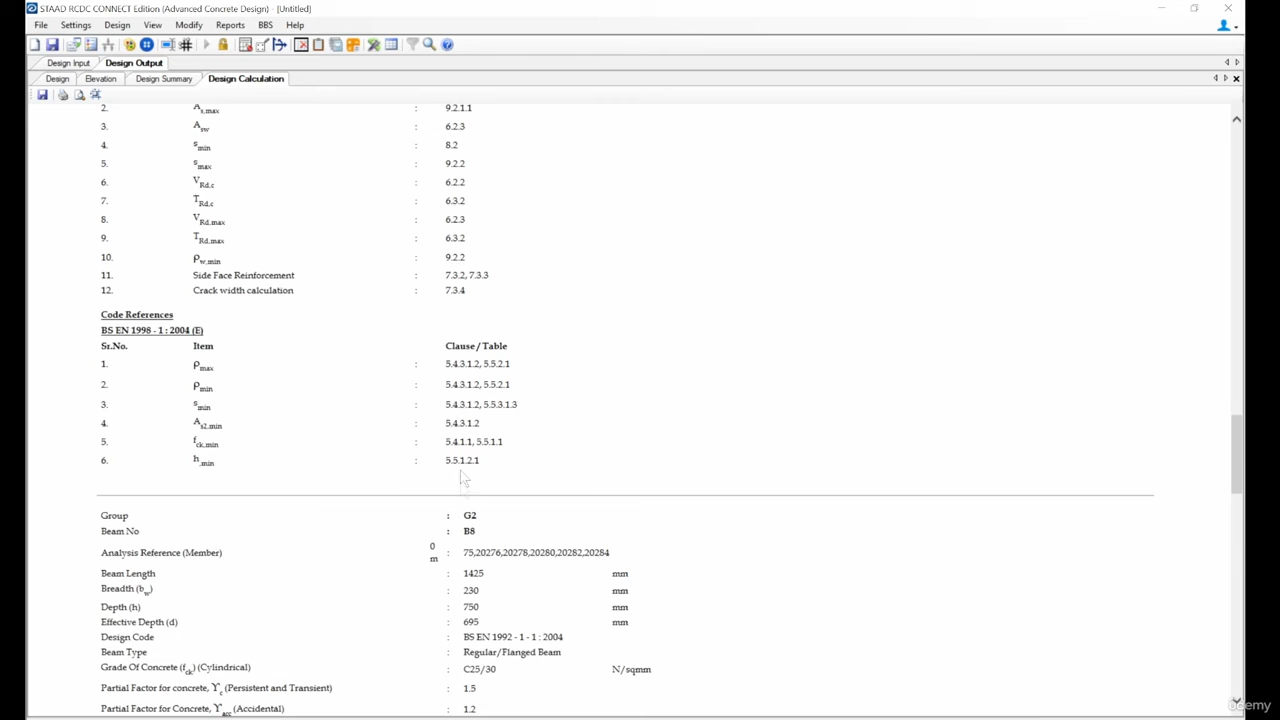 STAAD RCDC CONNECT Edition (Advanced Concrete Design) - [Untitled]
File Settings Design View Modify Reports BBS Help
Design Input Design Output
Design Elevation Design Summary Design Calculation
2. As,max : 9.2.1.1
3. Asw : 6.2.3
4. smin : 8.2
5. smax : 9.2.2
6. VRd,c : 6.2.2
7. TRd,c : 6.3.2
8. VRd,max : 6.2.3
9. TRd,max : 6.3.2
10. ρw,min : 9.2.2
11. Side Face Reinforcement : 7.3.2, 7.3.3
12. Crack width calculation : 7.3.4
Code References
BS EN 1998 - 1 : 2004 (E)
Sr.No. Item Clause / Table
1. ρmax : 5.4.3.1.2, 5.5.2.1
2. ρmin : 5.4.3.1.2, 5.5.2.1
3. smin : 5.4.3.1.2, 5.5.3.1.3
4. As2,min : 5.4.3.1.2
5. fck,min : 5.4.1.1, 5.5.1.1
6. h,min : 5.5.1.2.1
Group : G2
Beam No : B8
Analysis Reference (Member) 0 m : 75,20276,20278,20280,20282,20284
Beam Length : 1425 mm
Breadth (bw) : 230 mm
Depth (h) : 750 mm
Effective Depth (d) : 695 mm
Design Code : BS EN 1992 - 1 - 1 : 2004
Beam Type : Regular/Flanged Beam
Grade Of Concrete (fck) (Cylindrical) : C25/30 N/sqmm
Partial Factor for concrete, ϒc (Persistent and Transient) : 1.5
Partial Factor for Concrete, ϒacc (Accidental) : 1.2
udemy